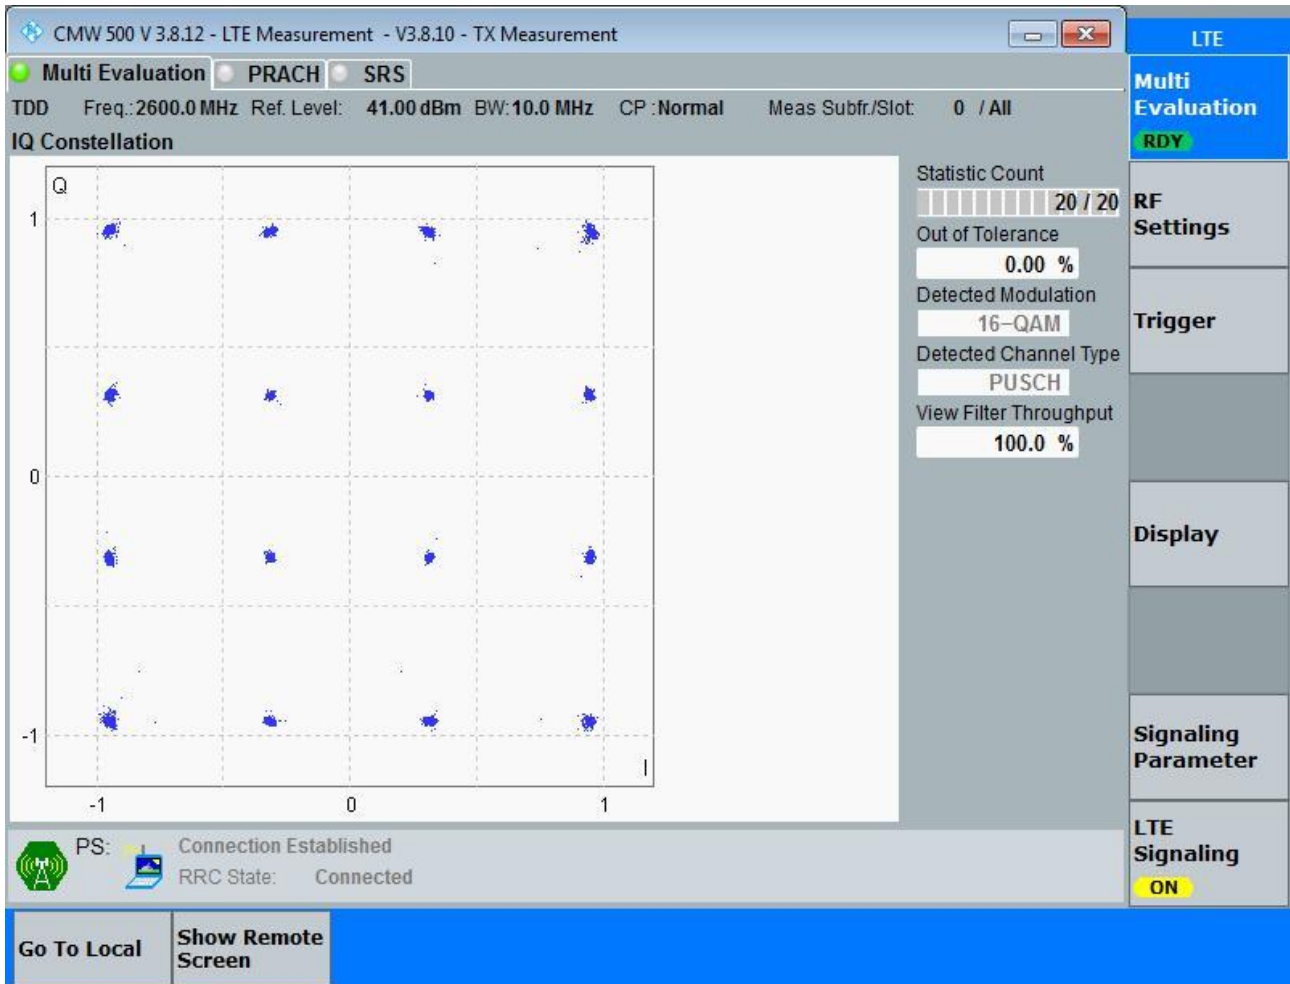 CMW 500 V 3.8.12 - LTE Measurement - V3.8.10 - TX Measurement
LTE
Multi Evaluation PRACH SRS
Multi
Evaluation
RDY
TDD Freq.: 2600.0 MHz Ref. Level: 41.00 dBm BW: 10.0 MHz CP : Normal Meas Subfr./Slot: 0 / All
IQ Constellation
Q
1
0
-1
I
-1 0 1
Statistic Count
20 / 20
Out of Tolerance
0.00 %
Detected Modulation
16-QAM
Detected Channel Type
PUSCH
View Filter Throughput
100.0 %
RF
Settings
Trigger
Display
Signaling
Parameter
LTE
Signaling
ON
PS: Connection Established
RRC State: Connected
Go To Local
Show Remote
Screen